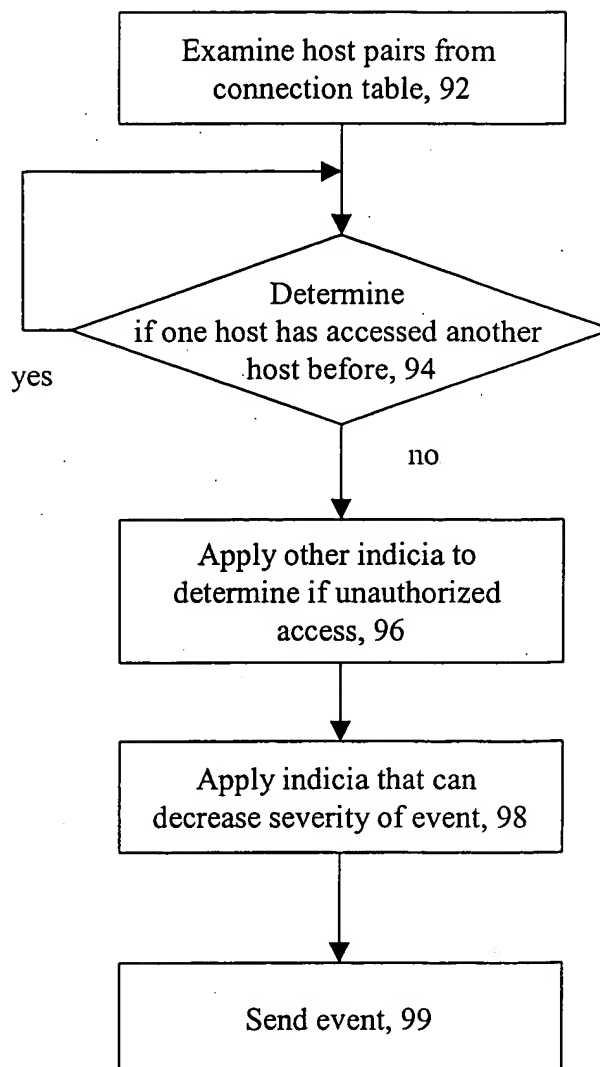 Examine host pairs from
connection table, 92
Determine
if one host has accessed another
host before, 94
yes
no
Apply other indicia to
determine if unauthorized
access, 96
Apply indicia that can
decrease severity of event, 98
Send event, 99